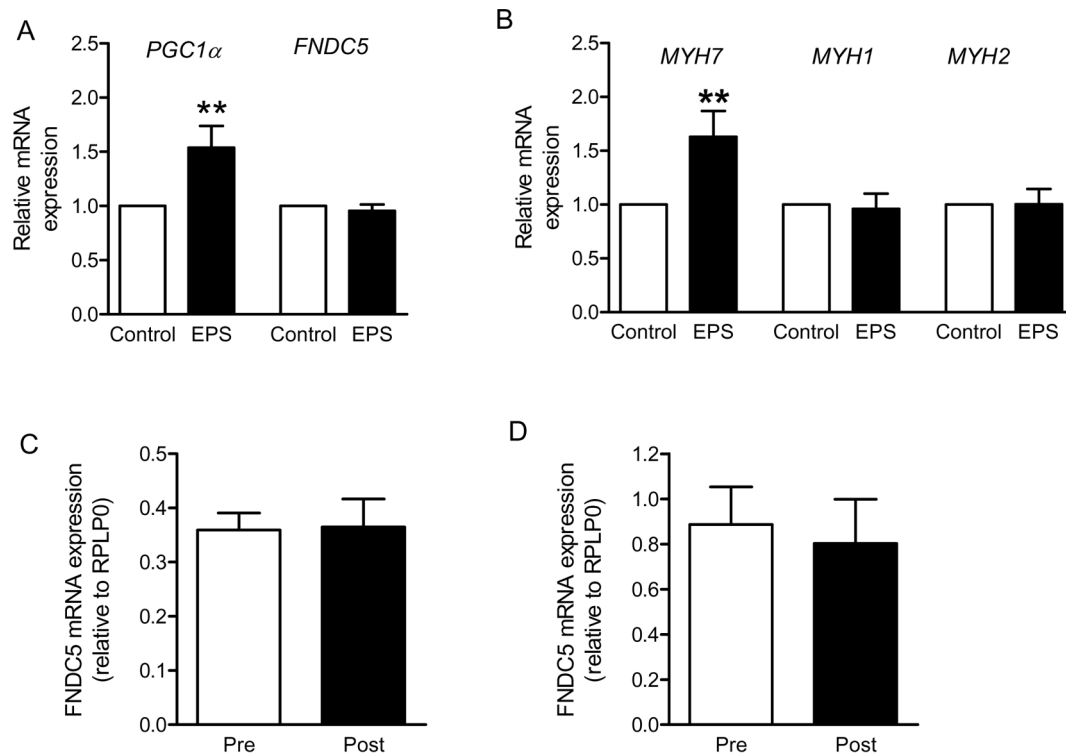 A
PGC1α FNDC5
**
Relative mRNA
expression
2.5
2.0
1.5
1.0
0.5
0.0
Control EPS Control EPS
B
MYH7 MYH1 MYH2
**
Relative mRNA
expression
2.5
2.0
1.5
1.0
0.5
0.0
Control EPS Control EPS Control EPS
C
FNDC5 mRNA expression
(relative to RPLP0)
0.5
0.4
0.3
0.2
0.1
0.0
Pre Post
D
FNDC5 mRNA expression
(relative to RPLP0)
1.2
1.0
0.8
0.6
0.4
0.2
0.0
Pre Post